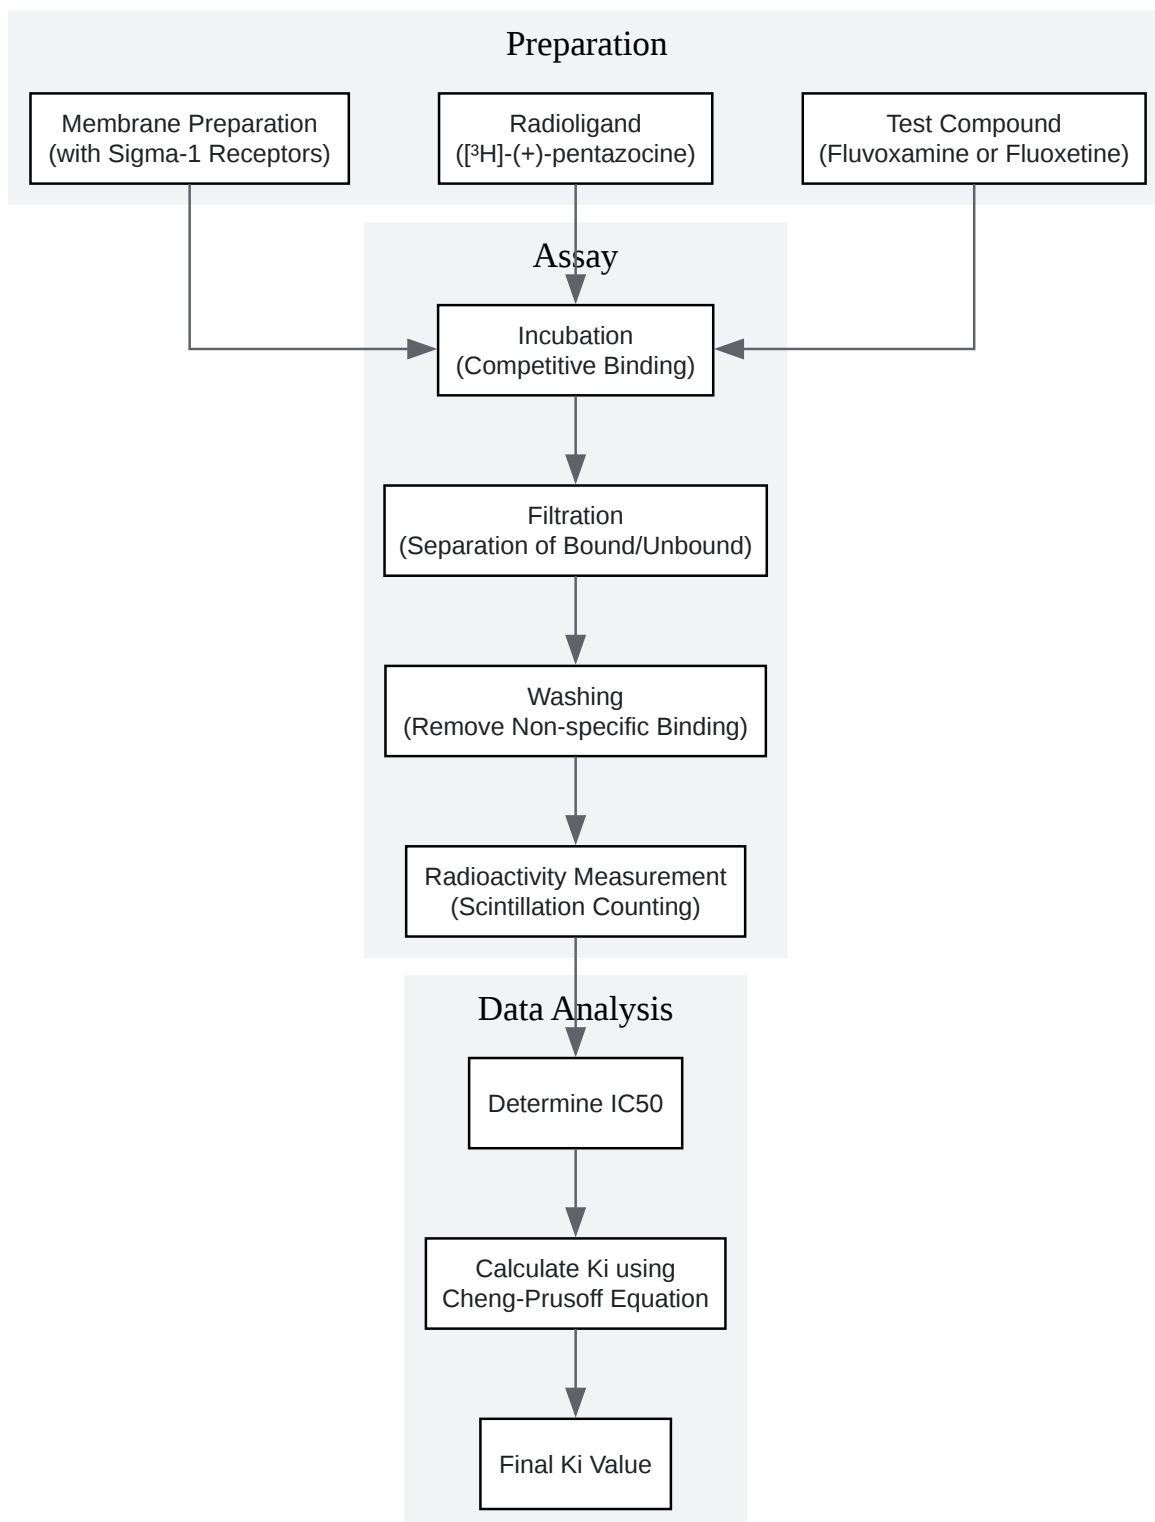 Preparation
Membrane Preparation
(with Sigma-1 Receptors)
Radioligand
([³H]-(+)-pentazocine)
Test Compound
(Fluvoxamine or Fluoxetine)
Assay
Incubation
(Competitive Binding)
Filtration
(Separation of Bound/Unbound)
Washing
(Remove Non-specific Binding)
Radioactivity Measurement
(Scintillation Counting)
Data Analysis
Determine IC50
Calculate Ki using
Cheng-Prusoff Equation
Final Ki Value